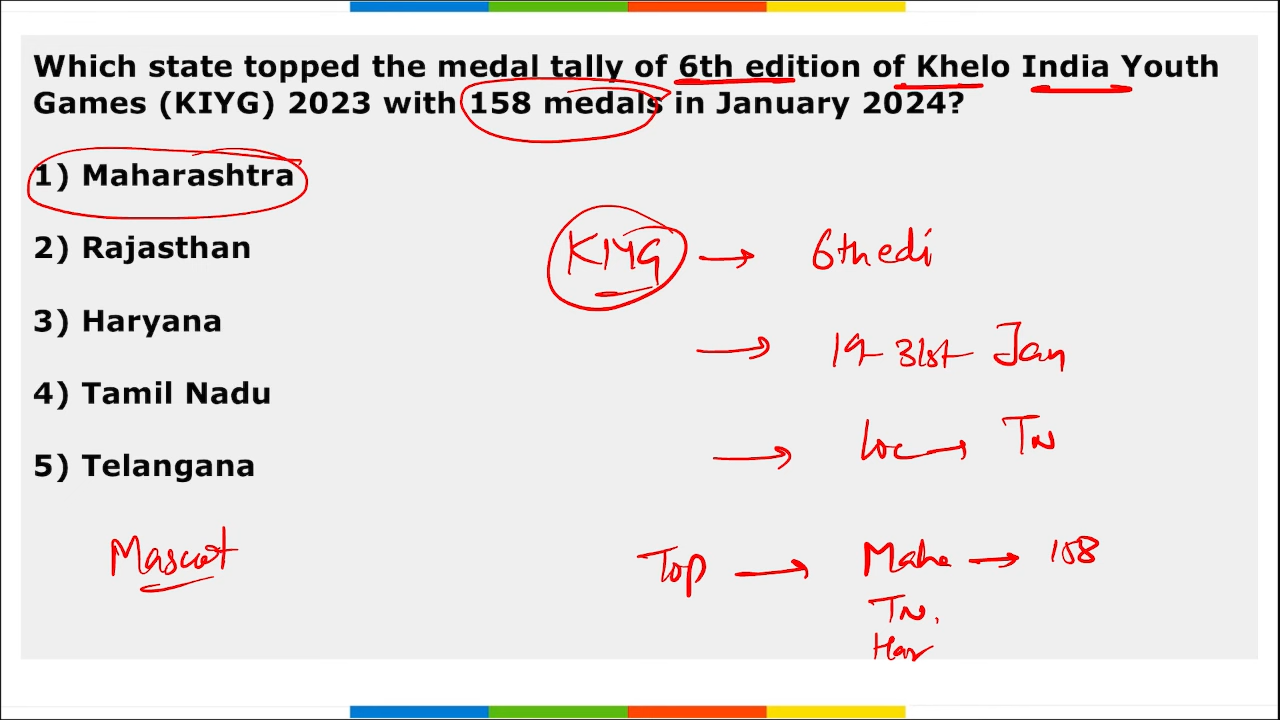 Which state topped the medal tally of 6th edition of Khelo India Youth
Games (KIYG) 2023 with 158 medals in January 2024?
1) Maharashtra
2) Rajasthan
KIYG → 6th edi
3) Haryana
→ 19-31st Jan
4) Tamil Nadu
→ Loc → TN
5) Telangana
Mascot
Top → Maha → 158
TN,
Har